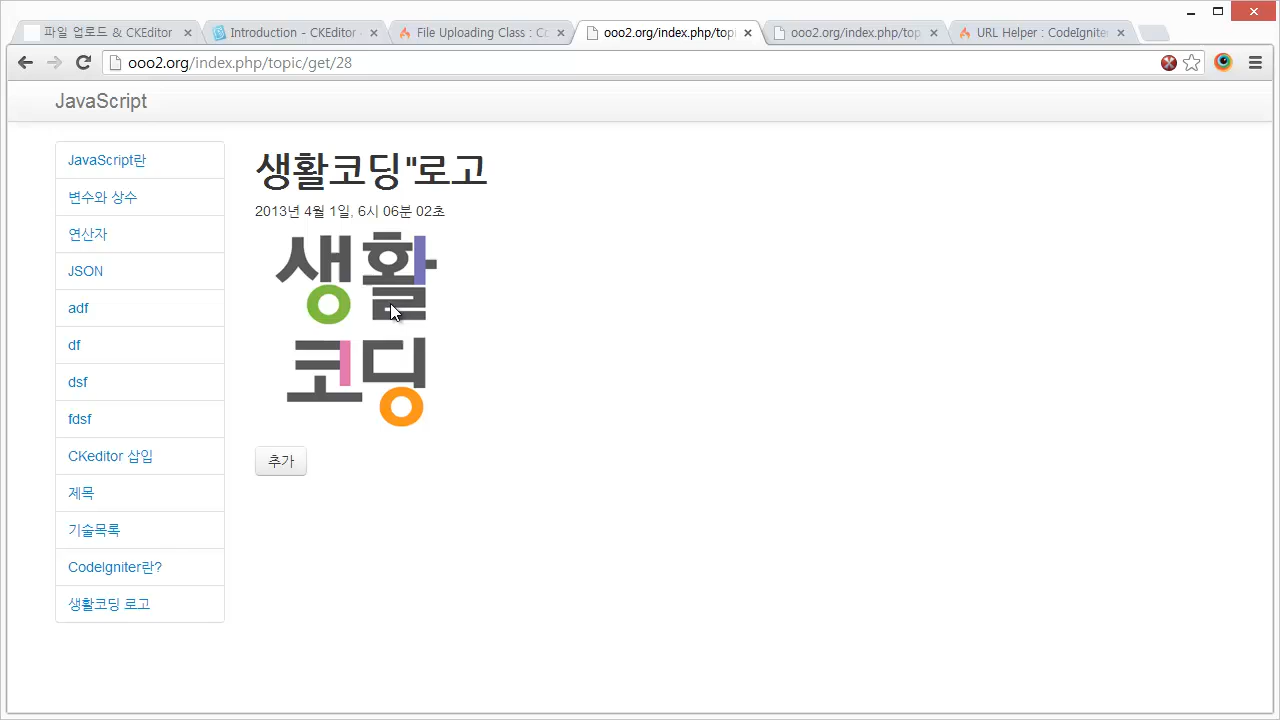 파일 업로드 & CKEditor
Introduction - CKEditor
File Uploading Class : Co
ooo2.org/index.php/topi
ooo2.org/index.php/top
URL Helper : CodeIgniter
ooo2.org/index.php/topic/get/28
JavaScript
JavaScript란
변수와 상수
연산자
JSON
adf
df
dsf
fdsf
CKeditor 삽입
제목
기술목록
CodeIgniter란?
생활코딩 로고
생활코딩"로고
2013년 4월 1일, 6시 06분 02초
생활
코딩
추가